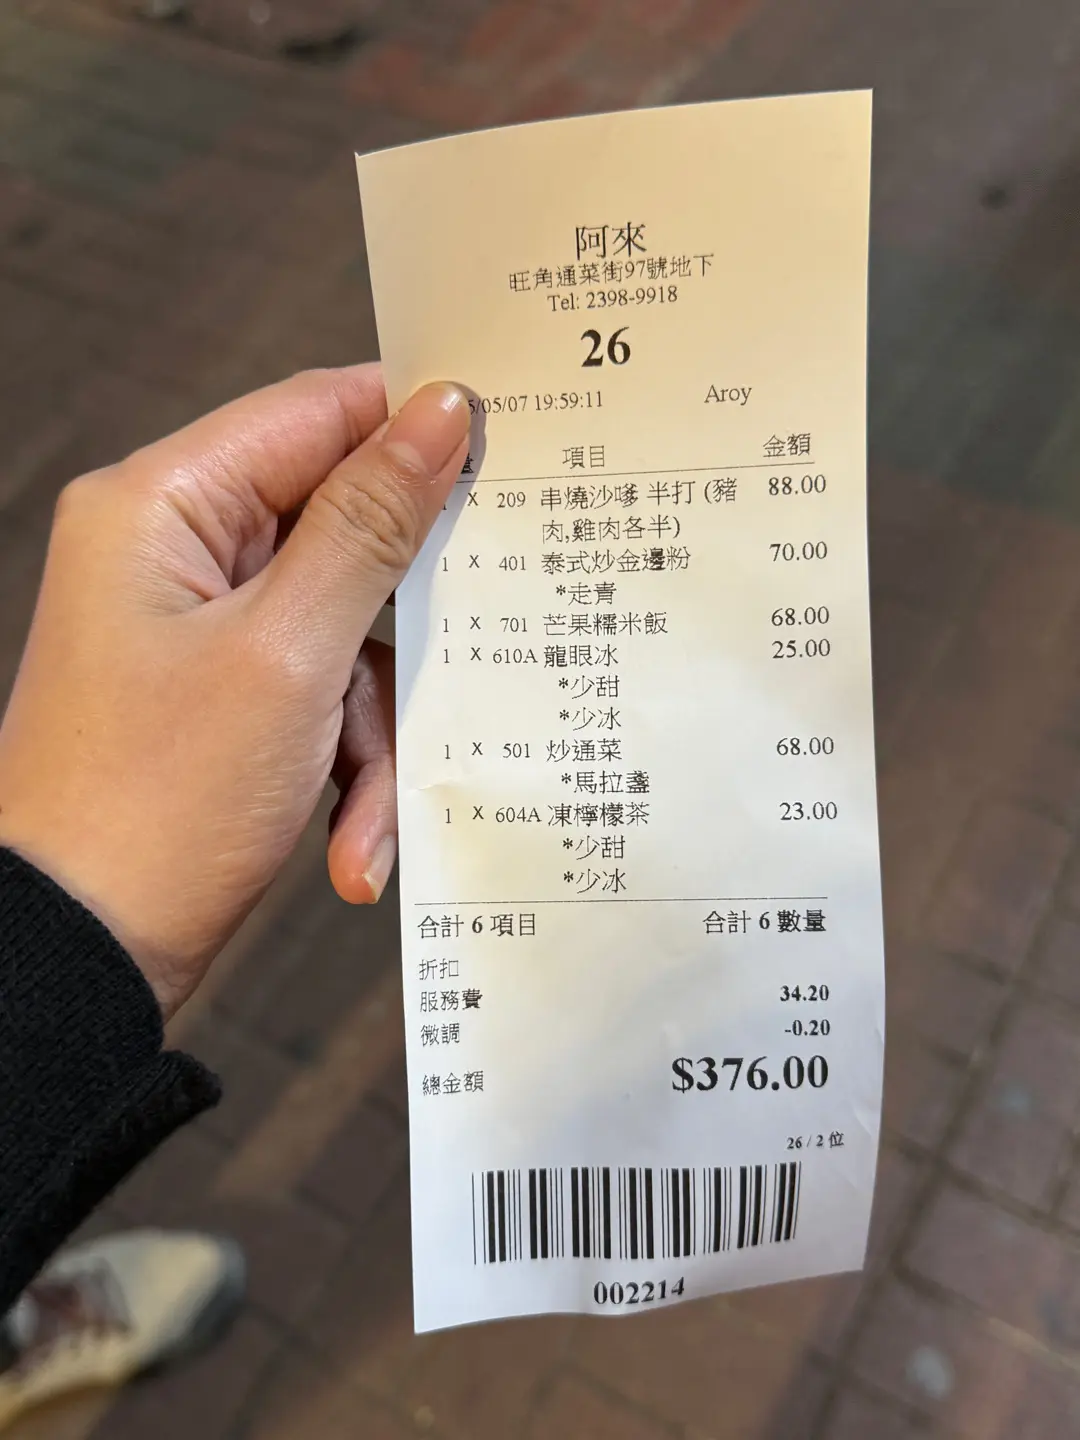 阿來
旺角通菜街97號地下
Tel: 2398-9918
26
5/05/07 19:59:11 Aroy
項目 金額
1 X 209 串燒沙嗲 半打 (豬 88.00
肉,雞肉各半)
1 X 401 泰式炒金邊粉 70.00
*走青
1 X 701 芒果糯米飯 68.00
1 X 610A 龍眼冰 25.00
*少甜
*少冰
1 X 501 炒通菜 68.00
*馬拉盞
1 X 604A 凍檸檬茶 23.00
*少甜
*少冰
合計 6 項目 合計 6 數量
折扣
服務費 34.20
微調 -0.20
總金額 $376.00
26 / 2 位
002214